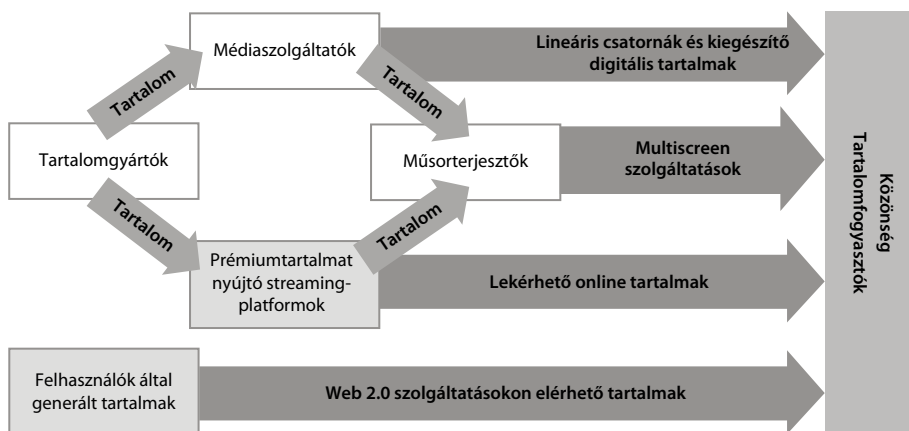 Médiaszolgáltatók
Lineáris csatornák és kiegészítő
digitális tartalmak
Tartalom
Tartalom
Tartalomgyártók
Műsorterjesztők
Multiscreen
szolgáltatások
Tartalom
Tartalom
Prémiumtartalmat
nyújtó streaming-
platformok
Lekérhető online tartalmak
Felhasználók által
generált tartalmak
Web 2.0 szolgáltatásokon elérhető tartalmak
Közönség
Tartalomfogyasztók